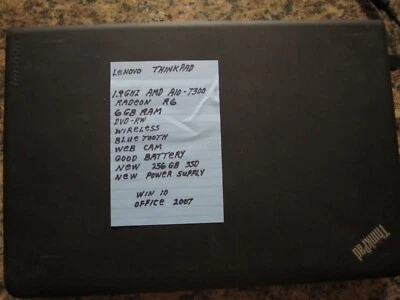 LENOVO THINKPAD
1.9GHZ AMD A10-7300
RADEON R6
6GB RAM
DVD-RW
WIRELESS
BLUETOOTH
WEB CAM
GOOD BATTERY
NEW 256GB SSD
NEW POWER SUPPLY
WIN 10
OFFICE 2007
ThinkPad
lenovo